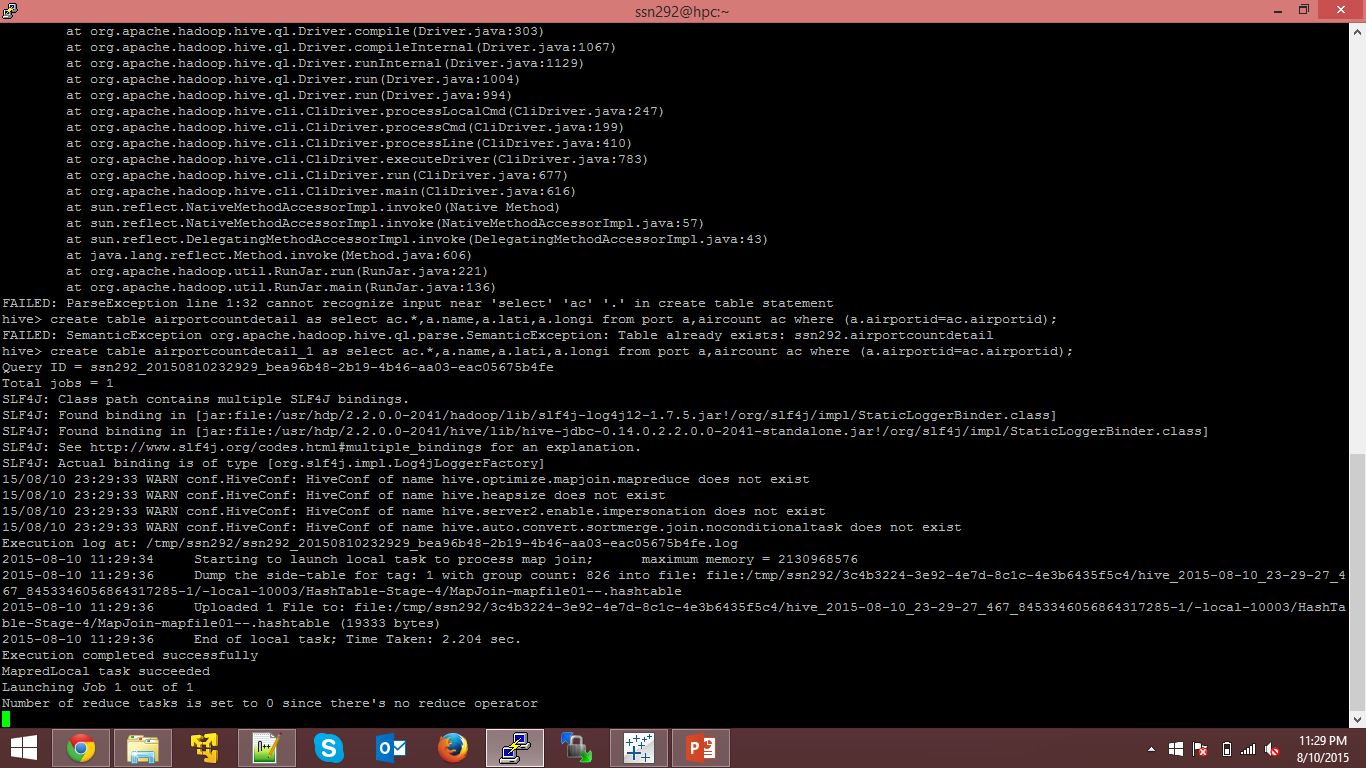 ssn292@hpc:~
at org.apache.hadoop.hive.ql.Driver.compile(Driver.java:303)
at org.apache.hadoop.hive.ql.Driver.compileInternal(Driver.java:1067)
at org.apache.hadoop.hive.ql.Driver.runInternal(Driver.java:1129)
at org.apache.hadoop.hive.ql.Driver.run(Driver.java:1004)
at org.apache.hadoop.hive.ql.Driver.run(Driver.java:994)
at org.apache.hadoop.hive.cli.CliDriver.processLocalCmd(CliDriver.java:247)
at org.apache.hadoop.hive.cli.CliDriver.processCmd(CliDriver.java:199)
at org.apache.hadoop.hive.cli.CliDriver.processLine(CliDriver.java:410)
at org.apache.hadoop.hive.cli.CliDriver.executeDriver(CliDriver.java:783)
at org.apache.hadoop.hive.cli.CliDriver.run(CliDriver.java:677)
at org.apache.hadoop.hive.cli.CliDriver.main(CliDriver.java:616)
at sun.reflect.NativeMethodAccessorImpl.invoke0(Native Method)
at sun.reflect.NativeMethodAccessorImpl.invoke(NativeMethodAccessorImpl.java:57)
at sun.reflect.DelegatingMethodAccessorImpl.invoke(DelegatingMethodAccessorImpl.java:43)
at java.lang.reflect.Method.invoke(Method.java:606)
at org.apache.hadoop.util.RunJar.run(RunJar.java:221)
at org.apache.hadoop.util.RunJar.main(RunJar.java:136)
FAILED: ParseException line 1:32 cannot recognize input near 'select' 'ac' '.' in create table statement
hive> create table airportcountdetail as select ac.*,a.name,a.lati,a.longi from port a,aircount ac where (a.airportid=ac.airportid);
FAILED: SemanticException org.apache.hadoop.hive.ql.parse.SemanticException: Table already exists: ssn292.airportcountdetail
hive> create table airportcountdetail_1 as select ac.*,a.name,a.lati,a.longi from port a,aircount ac where (a.airportid=ac.airportid);
Query ID = ssn292_20150810232929_bea96b48-2b19-4b46-aa03-eac05675b4fe
Total jobs = 1
SLF4J: Class path contains multiple SLF4J bindings.
SLF4J: Found binding in [jar:file:/usr/hdp/2.2.0.0-2041/hadoop/lib/slf4j-log4j12-1.7.5.jar!/org/slf4j/impl/StaticLoggerBinder.class]
SLF4J: Found binding in [jar:file:/usr/hdp/2.2.0.0-2041/hive/lib/hive-jdbc-0.14.0.2.2.0.0-2041-standalone.jar!/org/slf4j/impl/StaticLoggerBinder.class]
SLF4J: See http://www.slf4j.org/codes.html#multiple_bindings for an explanation.
SLF4J: Actual binding is of type [org.slf4j.impl.Log4jLoggerFactory]
15/08/10 23:29:33 WARN conf.HiveConf: HiveConf of name hive.optimize.mapjoin.mapreduce does not exist
15/08/10 23:29:33 WARN conf.HiveConf: HiveConf of name hive.heapsize does not exist
15/08/10 23:29:33 WARN conf.HiveConf: HiveConf of name hive.server2.enable.impersonation does not exist
15/08/10 23:29:33 WARN conf.HiveConf: HiveConf of name hive.auto.convert.sortmerge.join.noconditionaltask does not exist
Execution log at: /tmp/ssn292/ssn292_20150810232929_bea96b48-2b19-4b46-aa03-eac05675b4fe.log
2015-08-10 11:29:34     Starting to launch local task to process map join;      maximum memory = 2130968576
2015-08-10 11:29:36     Dump the side-table for tag: 1 with group count: 826 into file: file:/tmp/ssn292/3c4b3224-3e92-4e7d-8c1c-4e3b6435f5c4/hive_2015-08-10_23-29-27_4
67_8453346056864317285-1/-local-10003/HashTable-Stage-4/MapJoin-mapfile01--.hashtable
2015-08-10 11:29:36     Uploaded 1 File to: file:/tmp/ssn292/3c4b3224-3e92-4e7d-8c1c-4e3b6435f5c4/hive_2015-08-10_23-29-27_467_8453346056864317285-1/-local-10003/HashTa
ble-Stage-4/MapJoin-mapfile01--.hashtable (19333 bytes)
2015-08-10 11:29:36     End of local task; Time Taken: 2.204 sec.
Execution completed successfully
MapredLocal task succeeded
Launching Job 1 out of 1
Number of reduce tasks is set to 0 since there's no reduce operator
11:29 PM
8/10/2015